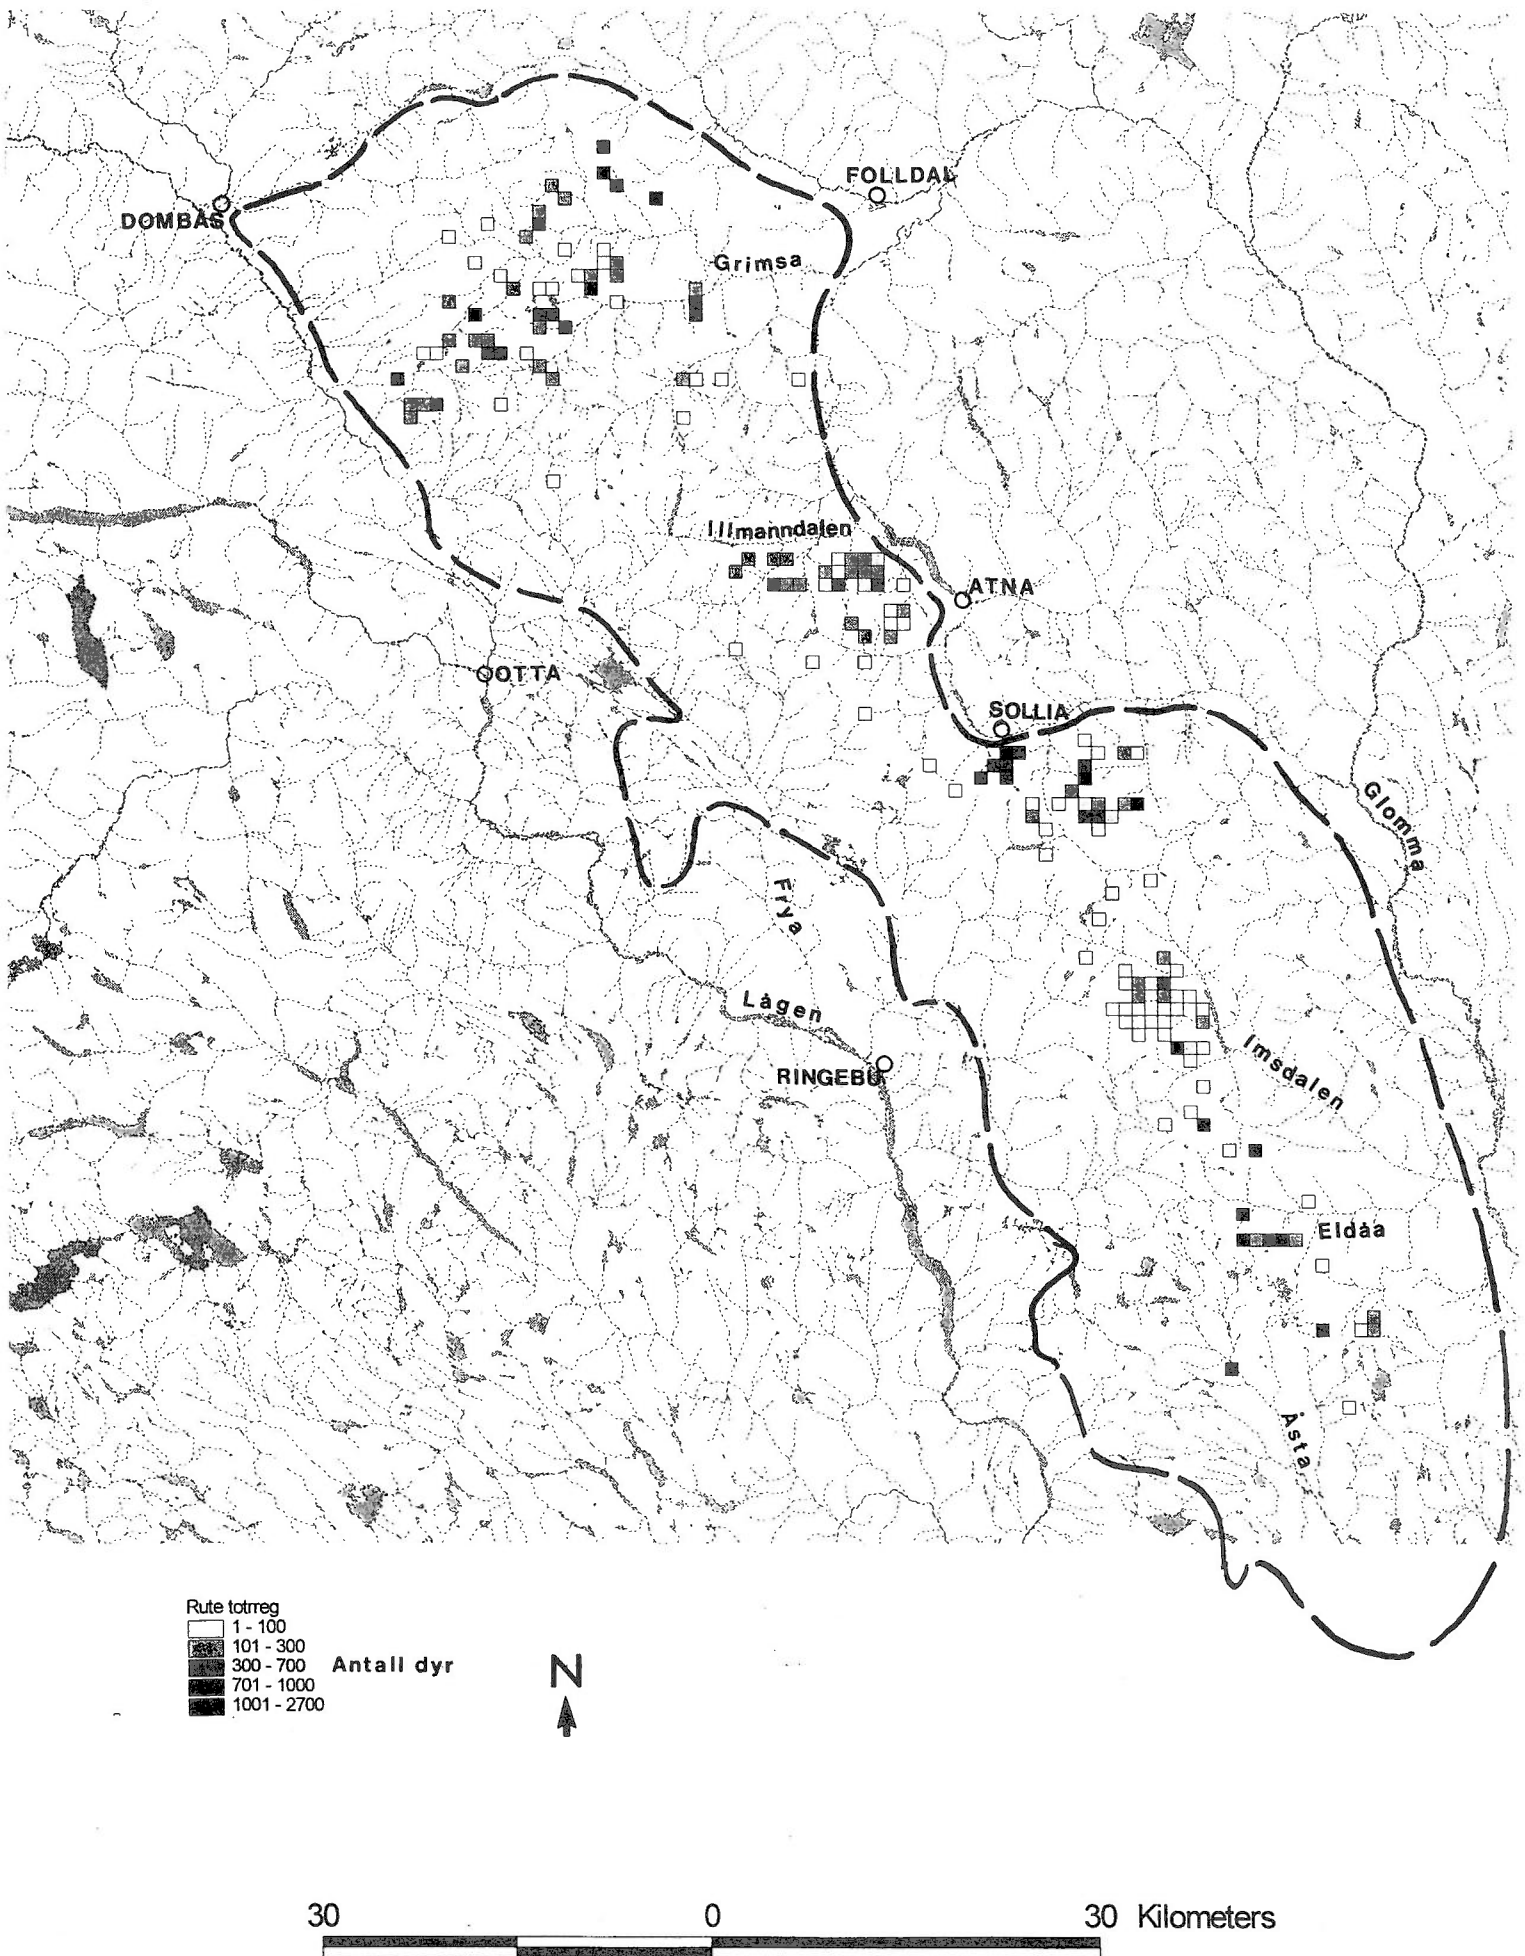 FOLLDAL
DOMBÅS
Grimsa
Illmanndalen
ATNA
OTTA
SOLLIA
Glomma
Frya
Lågen
Imsdalen
RINGEBU
Eldåa
Åsta
Rute totrreg
1 - 100
101 - 300
300 - 700
701 - 1000
1001 - 2700
Antall dyr
N
30 0 30 Kilometers